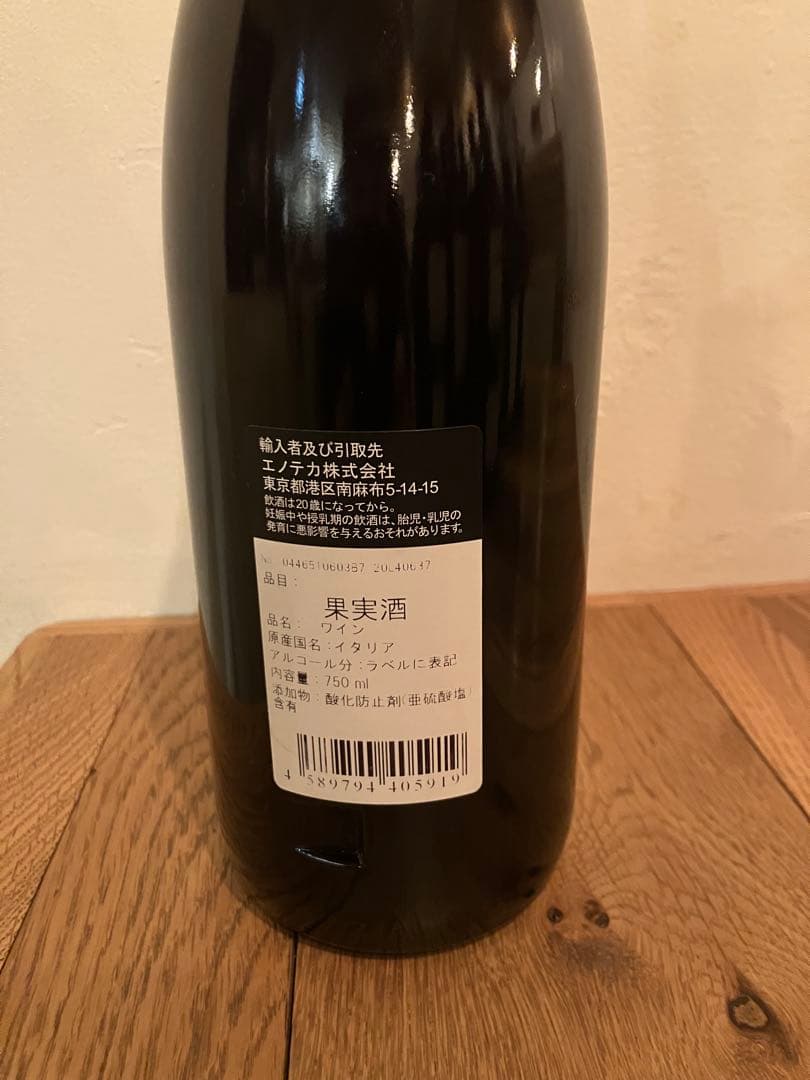 輸入者及び引取先
エノテカ株式会社
東京都港区南麻布5-14-15
飲酒は20歳になってから。
妊娠中や授乳期の飲酒は、胎児・乳児の
発育に悪影響を与えるおそれがあります。
品目:
果実酒
品名: ワイン
原産国名:イタリア
アルコール分:ラベルに表記
内容量:750 ml
添加物:酸化防止剤(亜硫酸塩)
含有
4 589794 405919